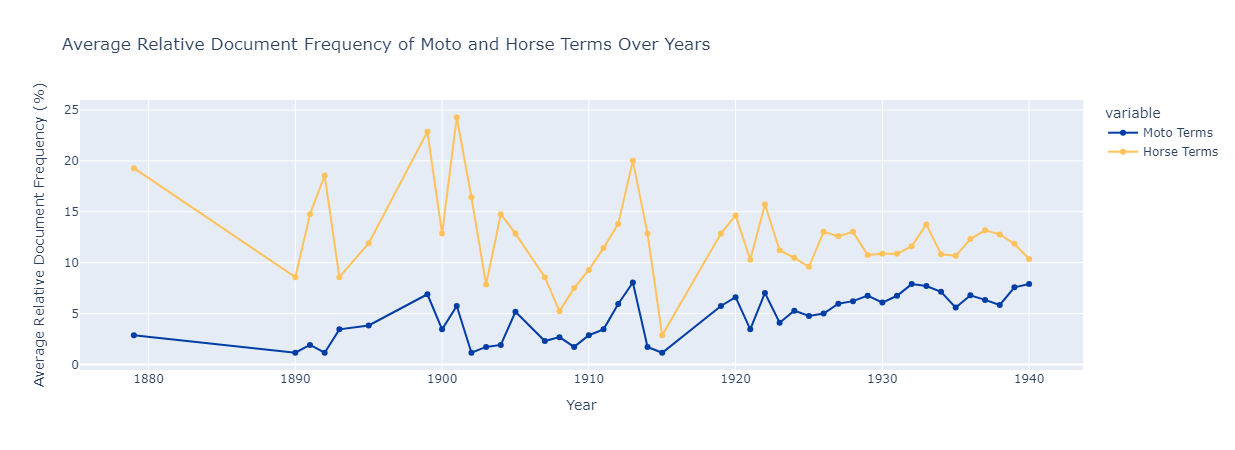 Average Relative Document Frequency of Moto and Horse Terms Over Years
Average Relative Document Frequency (%)
25
20
15
10
5
0
1880
1890
1900
1910
1920
1930
1940
Year
variable
Moto Terms
Horse Terms